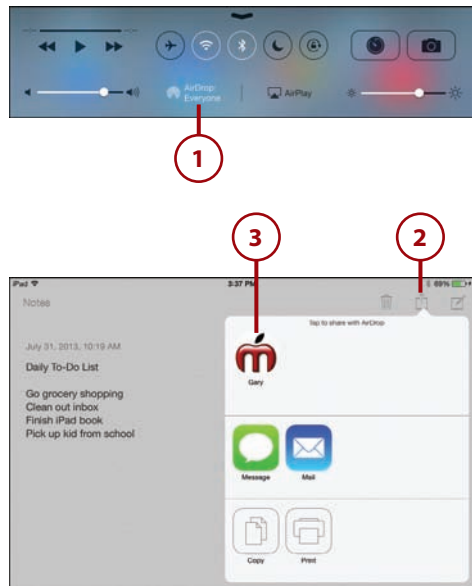 AirDrop:
Everyone
AirPlay
1
3
2
iPad
3:37 PM
89%
Notes
Tap to share with AirDrop
July 31, 2013, 10:19 AM
Daily To-Do List
Gary
Go grocery shopping
Clean out inbox
Finish iPad book
Pick up kid from school
Message
Mail
Copy
Print